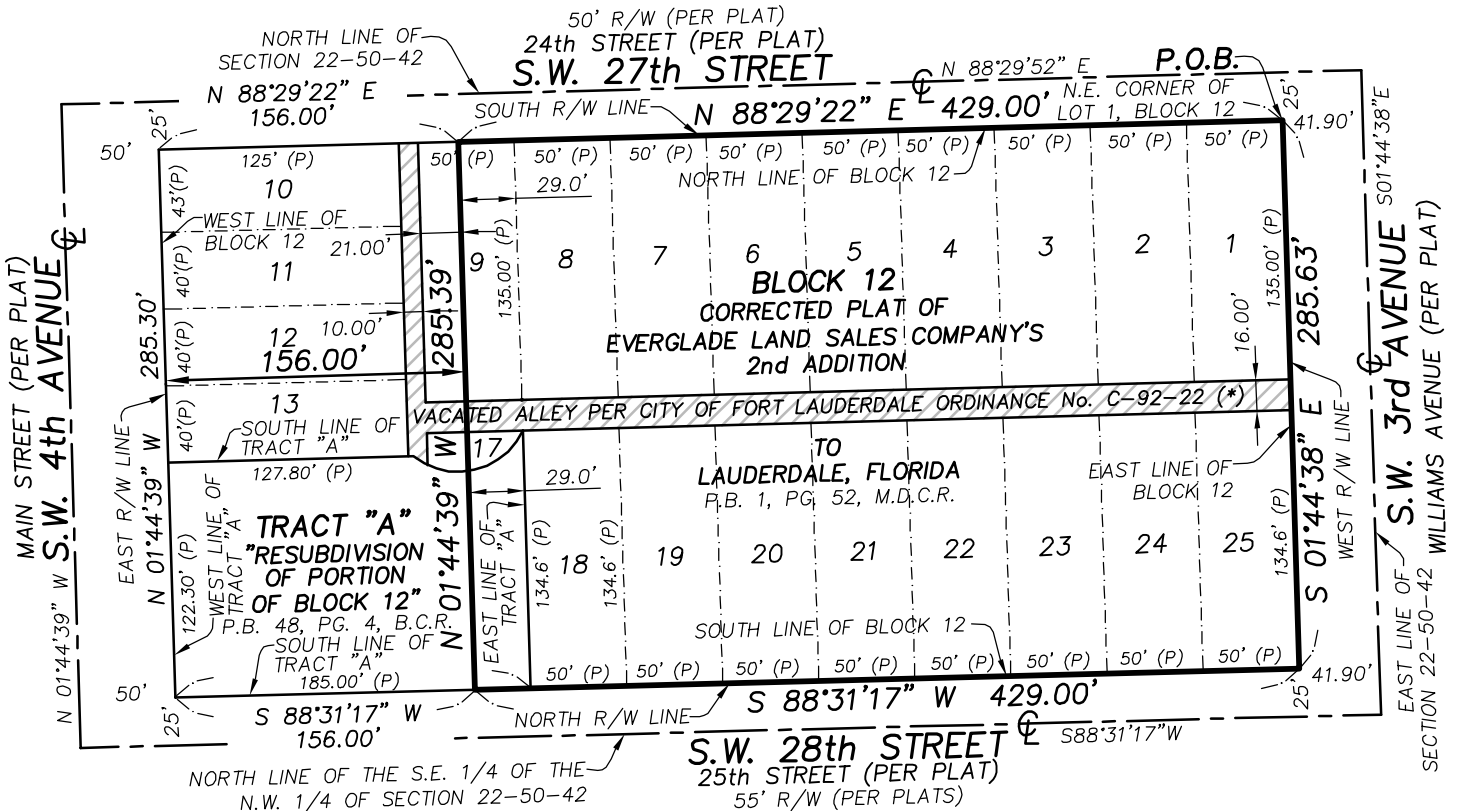 50' R/W (PER PLAT)
24th STREET (PER PLAT)
S.W. 27th STREET
NORTH LINE OF
SECTION 22-50-42
N 88°29'22" E
156.00'
SOUTH R/W LINE
N 88°29'22" E 429.00'
N 88°29'52" E
P.O.B.
N.E. CORNER OF
LOT 1, BLOCK 12
25'
41.90'
S01°44'38"E
25'
50'
125' (P)
50' (P)
50' (P)
50' (P)
50' (P)
50' (P)
50' (P)
50' (P)
50' (P)
50' (P)
NORTH LINE OF BLOCK 12
29.0'
43'(P)
10
WEST LINE OF
BLOCK 12
21.00'
40'(P)
11
40'(P)
12
10.00'
156.00'
285.30'
285.39'
40'(P)
13
SOUTH LINE OF
TRACT "A"
127.80' (P)
9
135.00' (P)
8
7
6
5
4
3
2
1
135.00' (P)
285.63'
16.00'
BLOCK 12
CORRECTED PLAT OF
EVERGLADE LAND SALES COMPANY'S
2nd ADDITION
VACATED ALLEY PER CITY OF FORT LAUDERDALE ORDINANCE No. C-92-22 (*)
TO
LAUDERDALE, FLORIDA
P.B. 1, PG. 52, M.D.C.R.
EAST LINE OF
BLOCK 12
17
29.0'
134.6' (P)
18
134.6' (P)
19
20
21
22
23
24
25
134.6' (P)
S 01°44'38" E
WEST R/W LINE
S.W. 3rd AVENUE
WILLIAMS AVENUE (PER PLAT)
EAST LINE OF
SECTION 22-50-42
MAIN STREET (PER PLAT)
S.W. 4th AVENUE
N 01°44'39" W
EAST R/W LINE
N 01°44'39" W
122.30' (P)
WEST LINE OF
TRACT "A"
TRACT "A"
"RESUBDIVISION
OF PORTION
OF BLOCK 12"
P.B. 48, PG. 4, B.C.R.
SOUTH LINE OF
TRACT "A"
185.00' (P)
N 01°44'39" W
EAST LINE OF
TRACT "A"
SOUTH LINE OF BLOCK 12
50' (P)
50' (P)
50' (P)
50' (P)
50' (P)
50' (P)
50' (P)
50' (P)
50'
25'
S 88°31'17" W
156.00'
NORTH R/W LINE
S 88°31'17" W 429.00'
25'
41.90'
S.W. 28th STREET
S88°31'17"W
25th STREET (PER PLAT)
55' R/W (PER PLATS)
NORTH LINE OF THE S.E. 1/4 OF THE
N.W. 1/4 OF SECTION 22-50-42